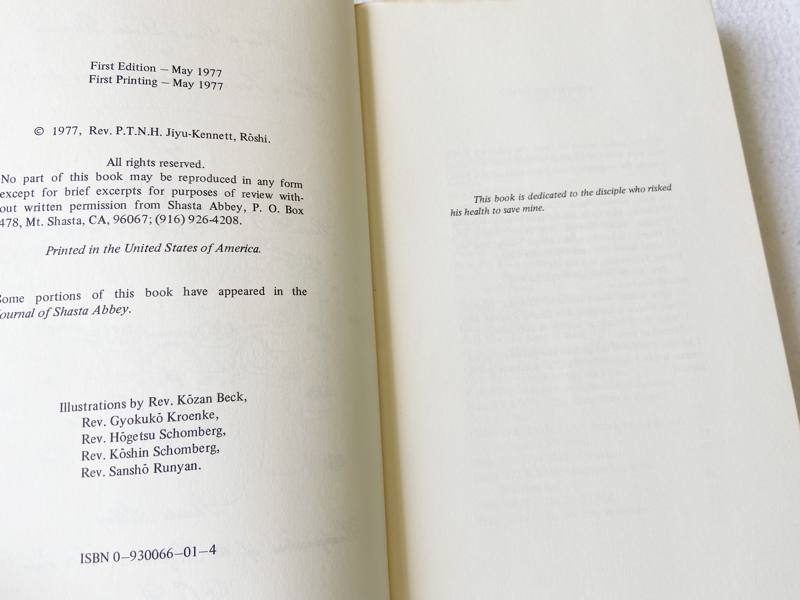 First Edition – May 1977
First Printing – May 1977
© 1977, Rev. P.T.N.H. Jiyu-Kennett, Rōshi.
All rights reserved.
No part of this book may be reproduced in any form
except for brief excerpts for purposes of review with-
out written permission from Shasta Abbey, P. O. Box
478, Mt. Shasta, CA, 96067; (916) 926-4208.
Printed in the United States of America.
Some portions of this book have appeared in the
Journal of Shasta Abbey.
Illustrations by Rev. Kōzan Beck,
Rev. Gyokukō Kroenke,
Rev. Hōgetsu Schomberg,
Rev. Kōshin Schomberg,
Rev. Sanshō Runyan.
ISBN 0–930066–01–4
This book is dedicated to the disciple who risked
his health to save mine.